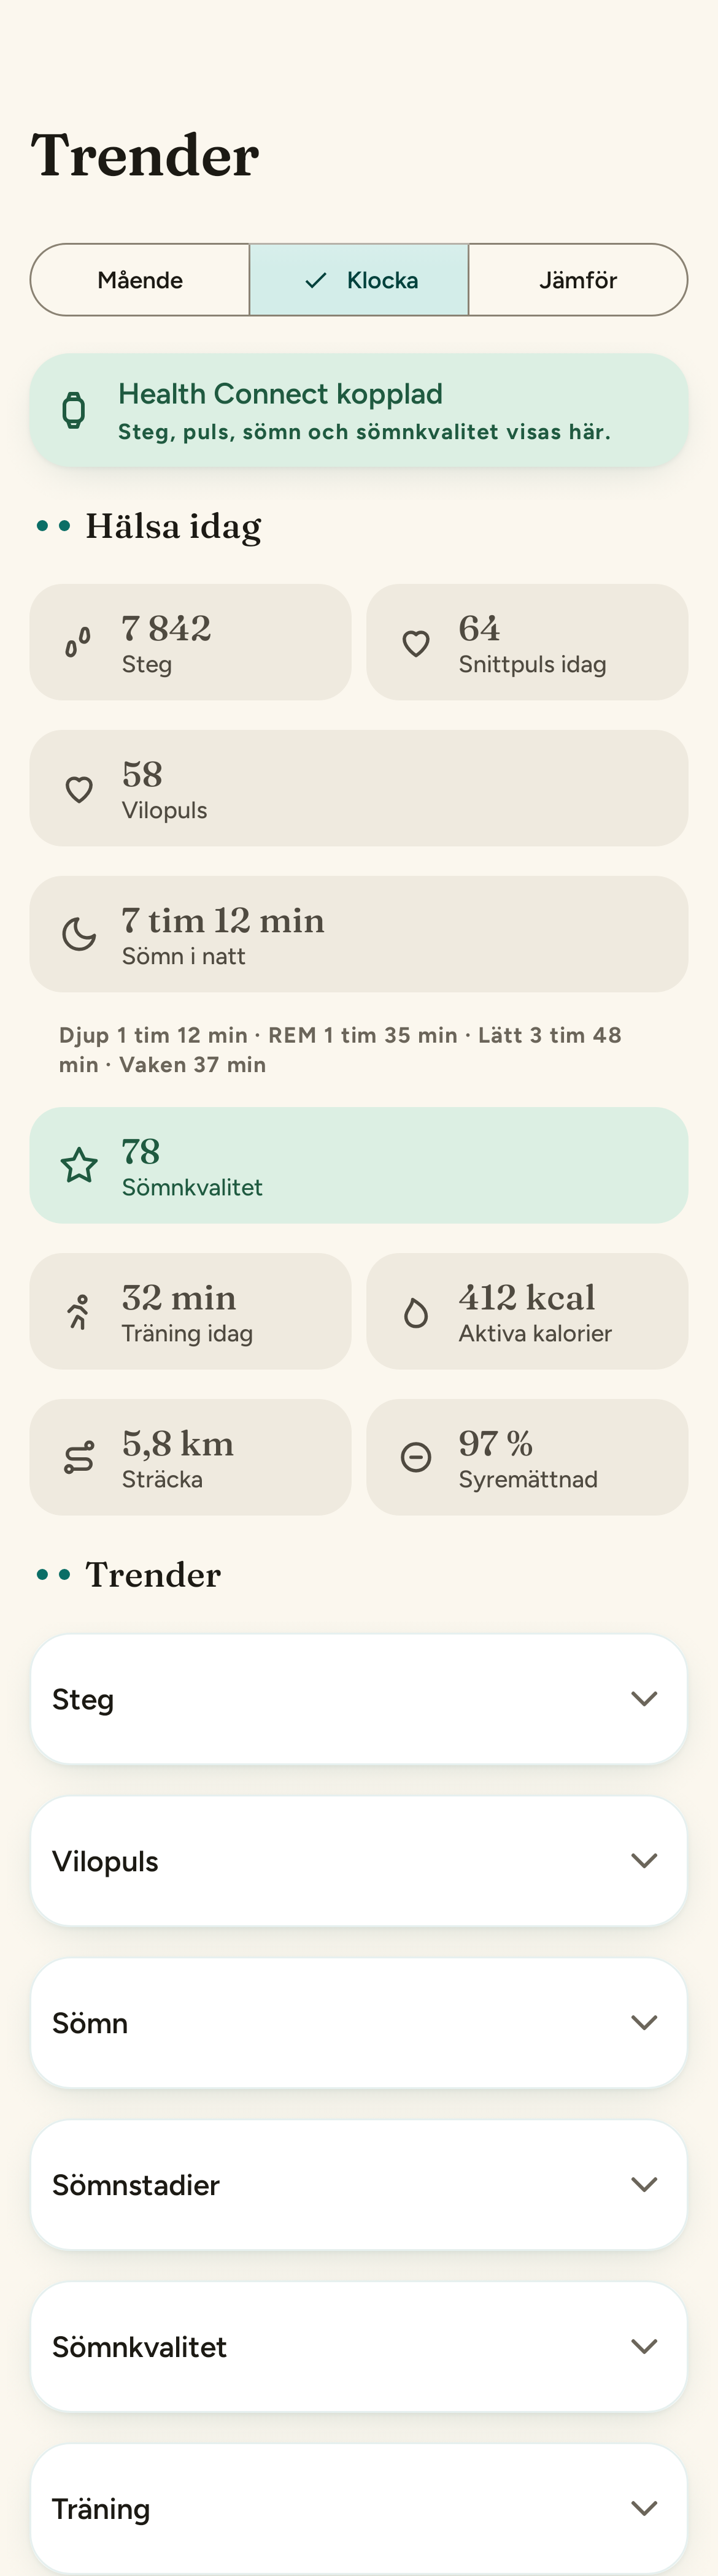 Trender
Mående
Klocka
Jämför
Health Connect kopplad
Steg, puls, sömn och sömnkvalitet visas här.
Hälsa idag
7 842
Steg
64
Snittpuls idag
58
Vilopuls
7 tim 12 min
Sömn i natt
Djup 1 tim 12 min · REM 1 tim 35 min · Lätt 3 tim 48
min · Vaken 37 min
78
Sömnkvalitet
32 min
Träning idag
412 kcal
Aktiva kalorier
5,8 km
Sträcka
97 %
Syremättnad
Trender
Steg
Vilopuls
Sömn
Sömnstadier
Sömnkvalitet
Träning